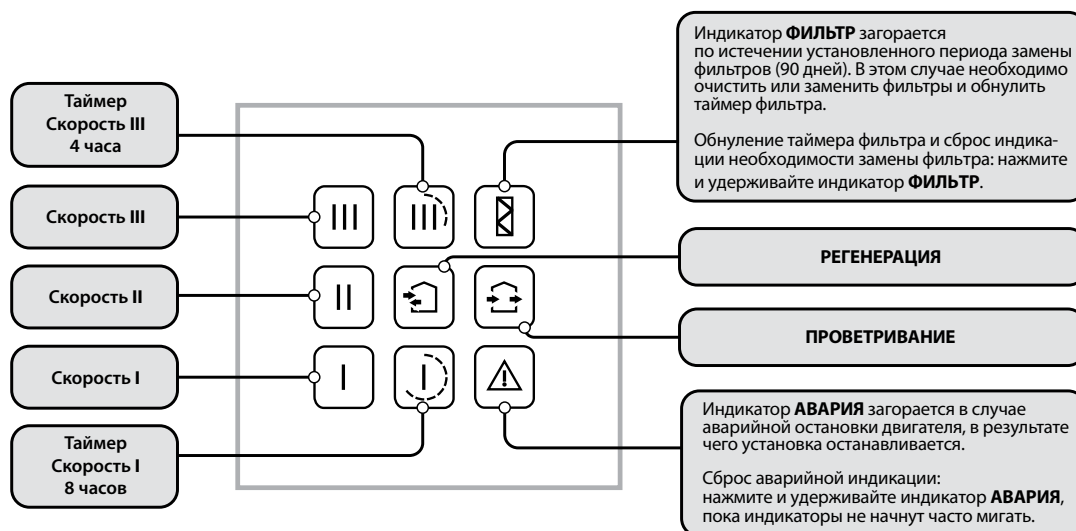 Таймер
Скорость III
4 часа
Скорость III
Скорость II
Скорость I
Таймер
Скорость I
8 часов
III
III
II
I
I
Индикатор ФИЛЬТР загорается
по истечении установленного периода замены
фильтров (90 дней). В этом случае необходимо
очистить или заменить фильтры и обнулить
таймер фильтра.
Обнуление таймера фильтра и сброс индика-
ции необходимости замены фильтра: нажмите
и удерживайте индикатор ФИЛЬТР.
РЕГЕНЕРАЦИЯ
ПРОВЕТРИВАНИЕ
Индикатор АВАРИЯ загорается в случае
аварийной остановки двигателя, в результате
чего установка останавливается.
Сброс аварийной индикации:
нажмите и удерживайте индикатор АВАРИЯ,
пока индикаторы не начнут часто мигать.